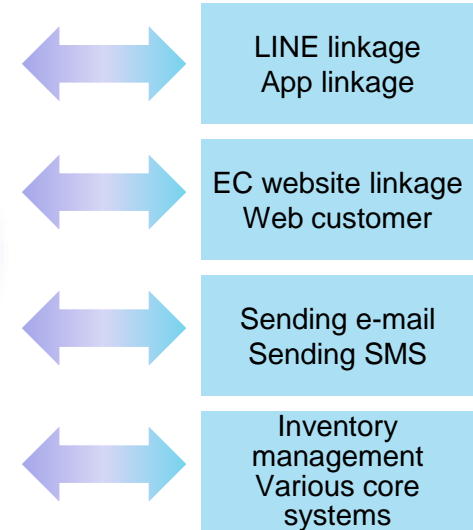 LINE linkage
App linkage
EC website linkage
Web customer
Sending e-mail
Sending SMS
Inventory
management
Various core
systems